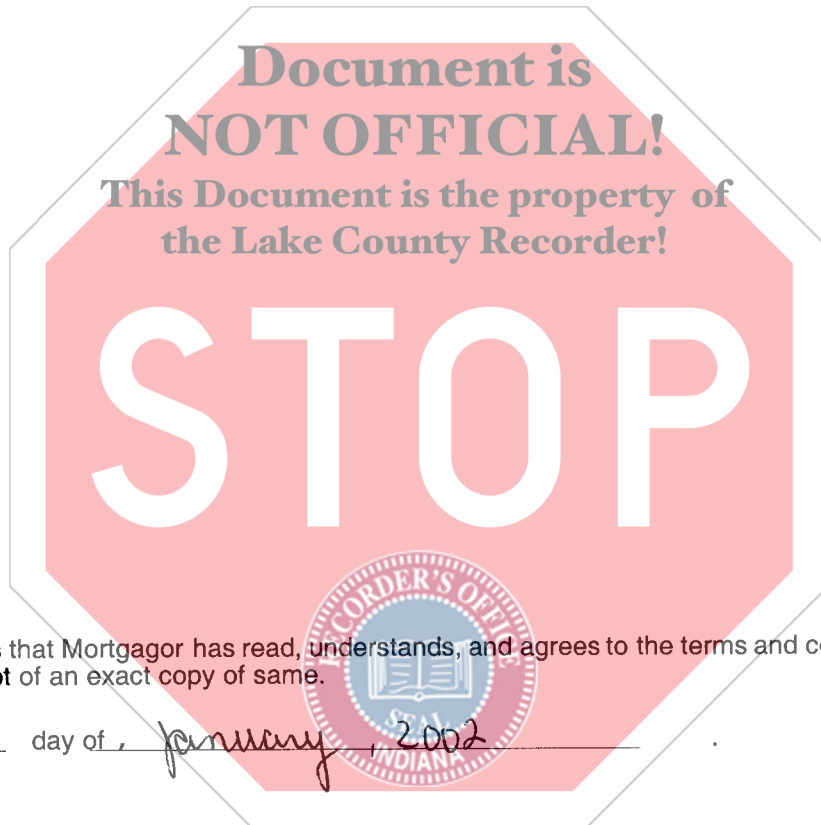 Document is
NOT OFFICIAL!
This Document is the property of
the Lake County Recorder!
STOP
RECORDER'S OFFICE
that Mortgagor has read, understands, and agrees to the terms and
of an exact copy of same.
SEAL
day of , January , 2002 .
INDIANA